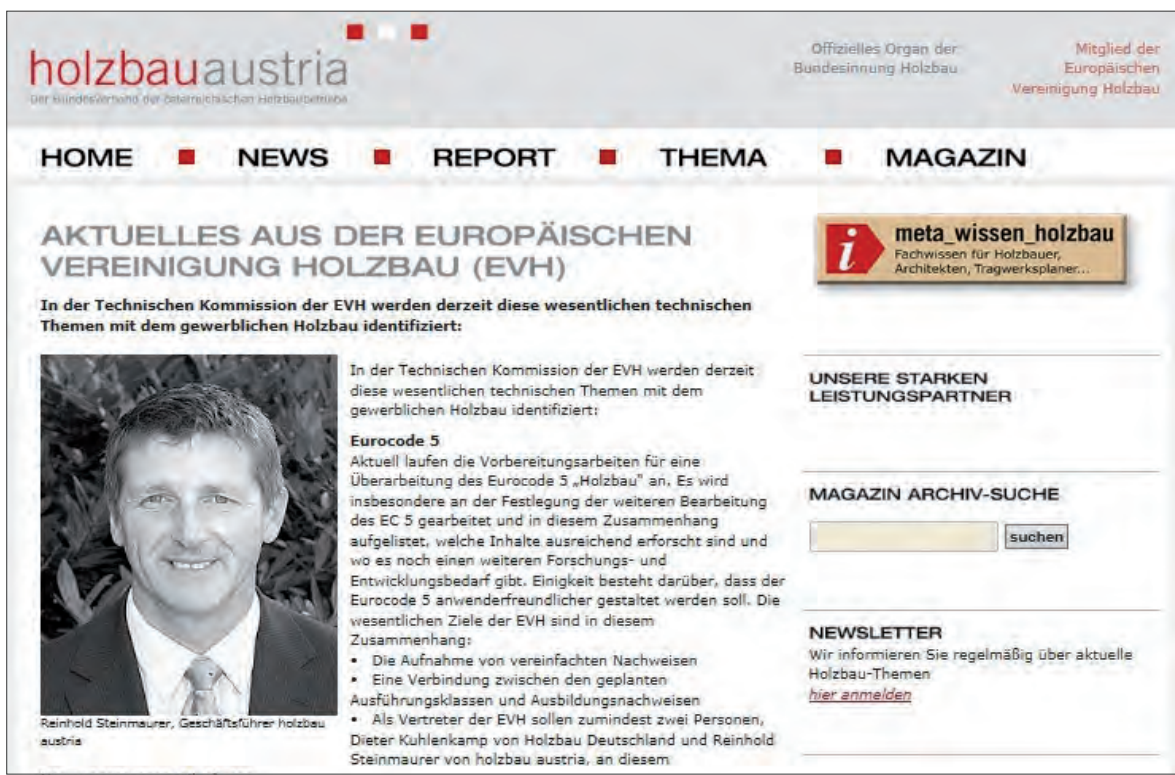 holzbauaustria
Der Bundesverband der österreichischen Holzbaubetriebe
Offizielles Organ der
Bundesinnung Holzbau
Mitglied der
Europäischen
Vereinigung Holzbau
HOME NEWS REPORT THEMA MAGAZIN
AKTUELLES AUS DER EUROPÄISCHEN
VEREINIGUNG HOLZBAU (EVH)
In der Technischen Kommission der EVH werden derzeit diese wesentlichen technischen
Themen mit dem gewerblichen Holzbau identifiziert:
Reinhold Steinmaurer, Geschäftsführer holzbau
austria
In der Technischen Kommission der EVH werden derzeit
diese wesentlichen technischen Themen mit dem
gewerblichen Holzbau identifiziert:
Eurocode 5
Aktuell laufen die Vorbereitungsarbeiten für eine
Überarbeitung des Eurocode 5 „Holzbau" an. Es wird
insbesondere an der Festlegung der weiteren Bearbeitung
des EC 5 gearbeitet und in diesem Zusammenhang
aufgelistet, welche Inhalte ausreichend erforscht sind und
wo es noch einen weiteren Forschungs- und
Entwicklungsbedarf gibt. Einigkeit besteht darüber, dass der
Eurocode 5 anwenderfreundlicher gestaltet werden soll. Die
wesentlichen Ziele der EVH sind in diesem
Zusammenhang:
• Die Aufnahme von vereinfachten Nachweisen
• Eine Verbindung zwischen den geplanten
Ausführungsklassen und Ausbildungsnachweisen
• Als Vertreter der EVH sollen zumindest zwei Personen,
Dieter Kuhlenkamp von Holzbau Deutschland und Reinhold
Steinmaurer von holzbau austria, an diesem
i
meta_wissen_holzbau
Fachwissen für Holzbauer,
Architekten, Tragwerksplaner...
UNSERE STARKEN
LEISTUNGSPARTNER
MAGAZIN ARCHIV-SUCHE
suchen
NEWSLETTER
Wir informieren Sie regelmäßig über aktuelle
Holzbau-Themen
hier anmelden